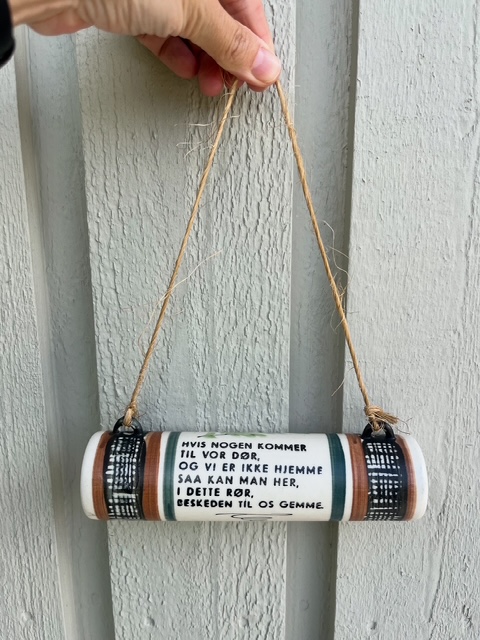 HVIS NOGEN KOMMER
TIL VOR DØR,
OG VI ER IKKE HJEMME
SAA KAN MAN HER,
I DETTE RØR,
BESKEDEN TIL OS GEMME.